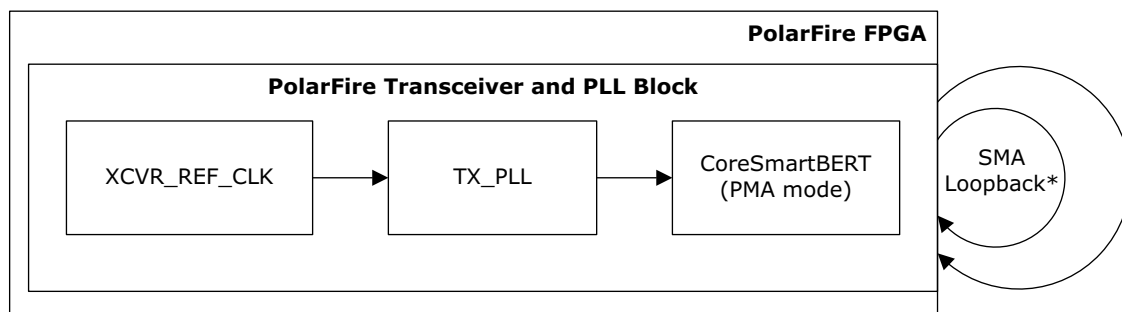 PolarFire FPGA
PolarFire Transceiver and PLL Block
XCVR_REF_CLK
TX_PLL
CoreSmartBERT
(PMA mode)
SMA
Loopback*